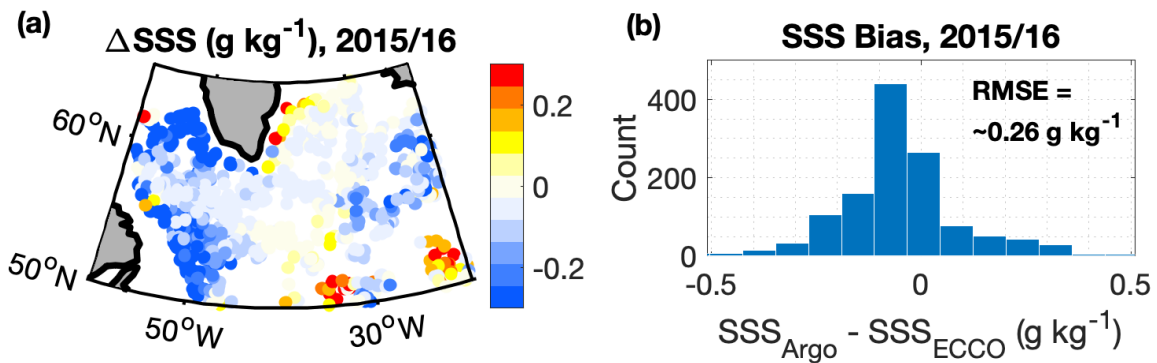 (a)
ΔSSS (g kg⁻¹), 2015/16
60°N
50°N
50°W
30°W
0.2
0
-0.2
(b)
SSS Bias, 2015/16
RMSE =
~0.26 g kg⁻¹
Count
400
200
0
-0.5
0
0.5
SSS_Argo - SSS_ECCO (g kg⁻¹)